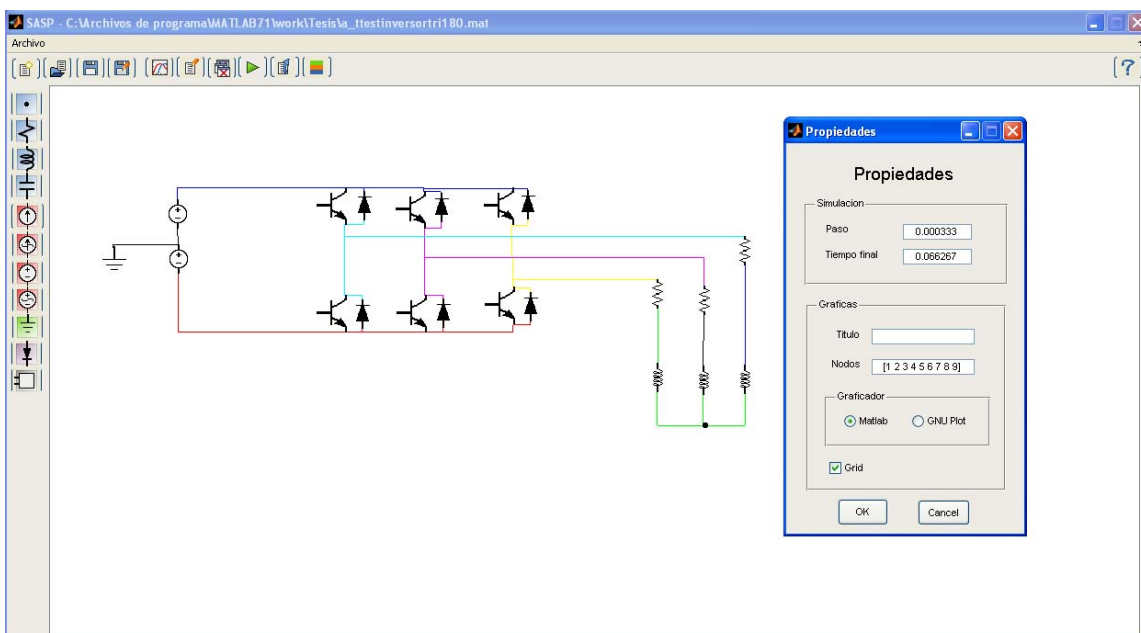 SASP - C:\Archivos de programa\MATLAB71\work\Tesis\a_ttestinversortri180.mat
Archivo
Propiedades
Propiedades
Simulacion
Paso 0.000333
Tiempo final 0.066267
Graficas
Titulo
Nodos [1 2 3 4 5 6 7 8 9]
Graficador
Matlab GNU Plot
Grid
OK Cancel